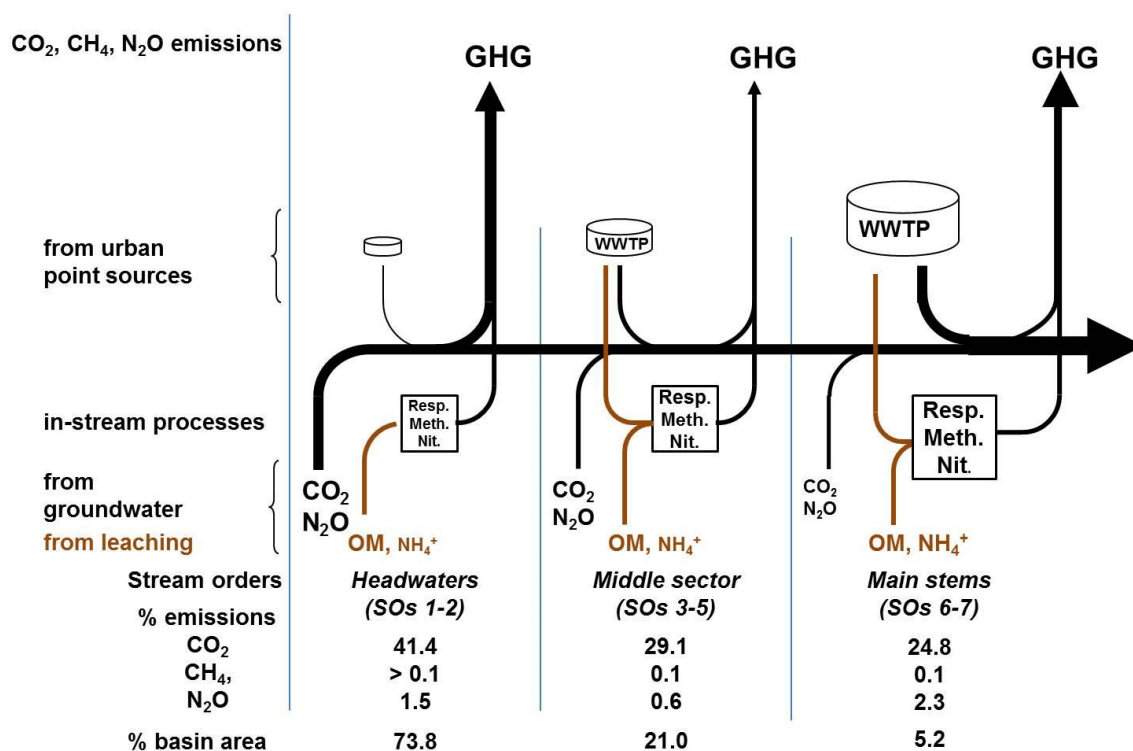 CO₂, CH₄, N₂O emissions
GHG
GHG
GHG
from urban
point sources
WWTP
WWTP
in-stream processes
Resp.
Meth.
Nit.
Resp.
Meth.
Nit.
Resp.
Meth.
Nit.
from
groundwater
from leaching
CO₂
N₂O
CO₂
N₂O
CO₂
N₂O
OM, NH₄⁺
OM, NH₄⁺
OM, NH₄⁺
Stream orders
Headwaters
(SOs 1-2)
Middle sector
(SOs 3-5)
Main stems
(SOs 6-7)
% emissions
CO₂ 41.4 29.1 24.8
CH₄, > 0.1 0.1 0.1
N₂O 1.5 0.6 2.3
% basin area 73.8 21.0 5.2